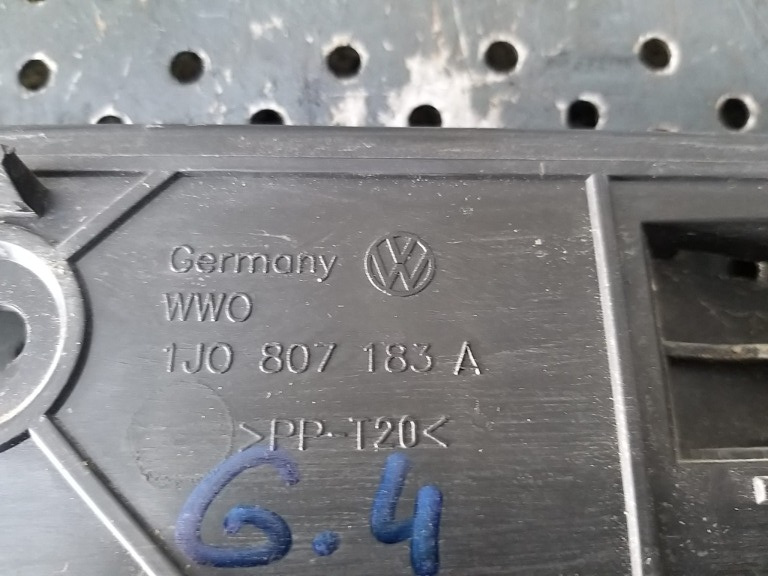 Germany
WWO
1J0 807 183 A
>PP-T20<
G.4